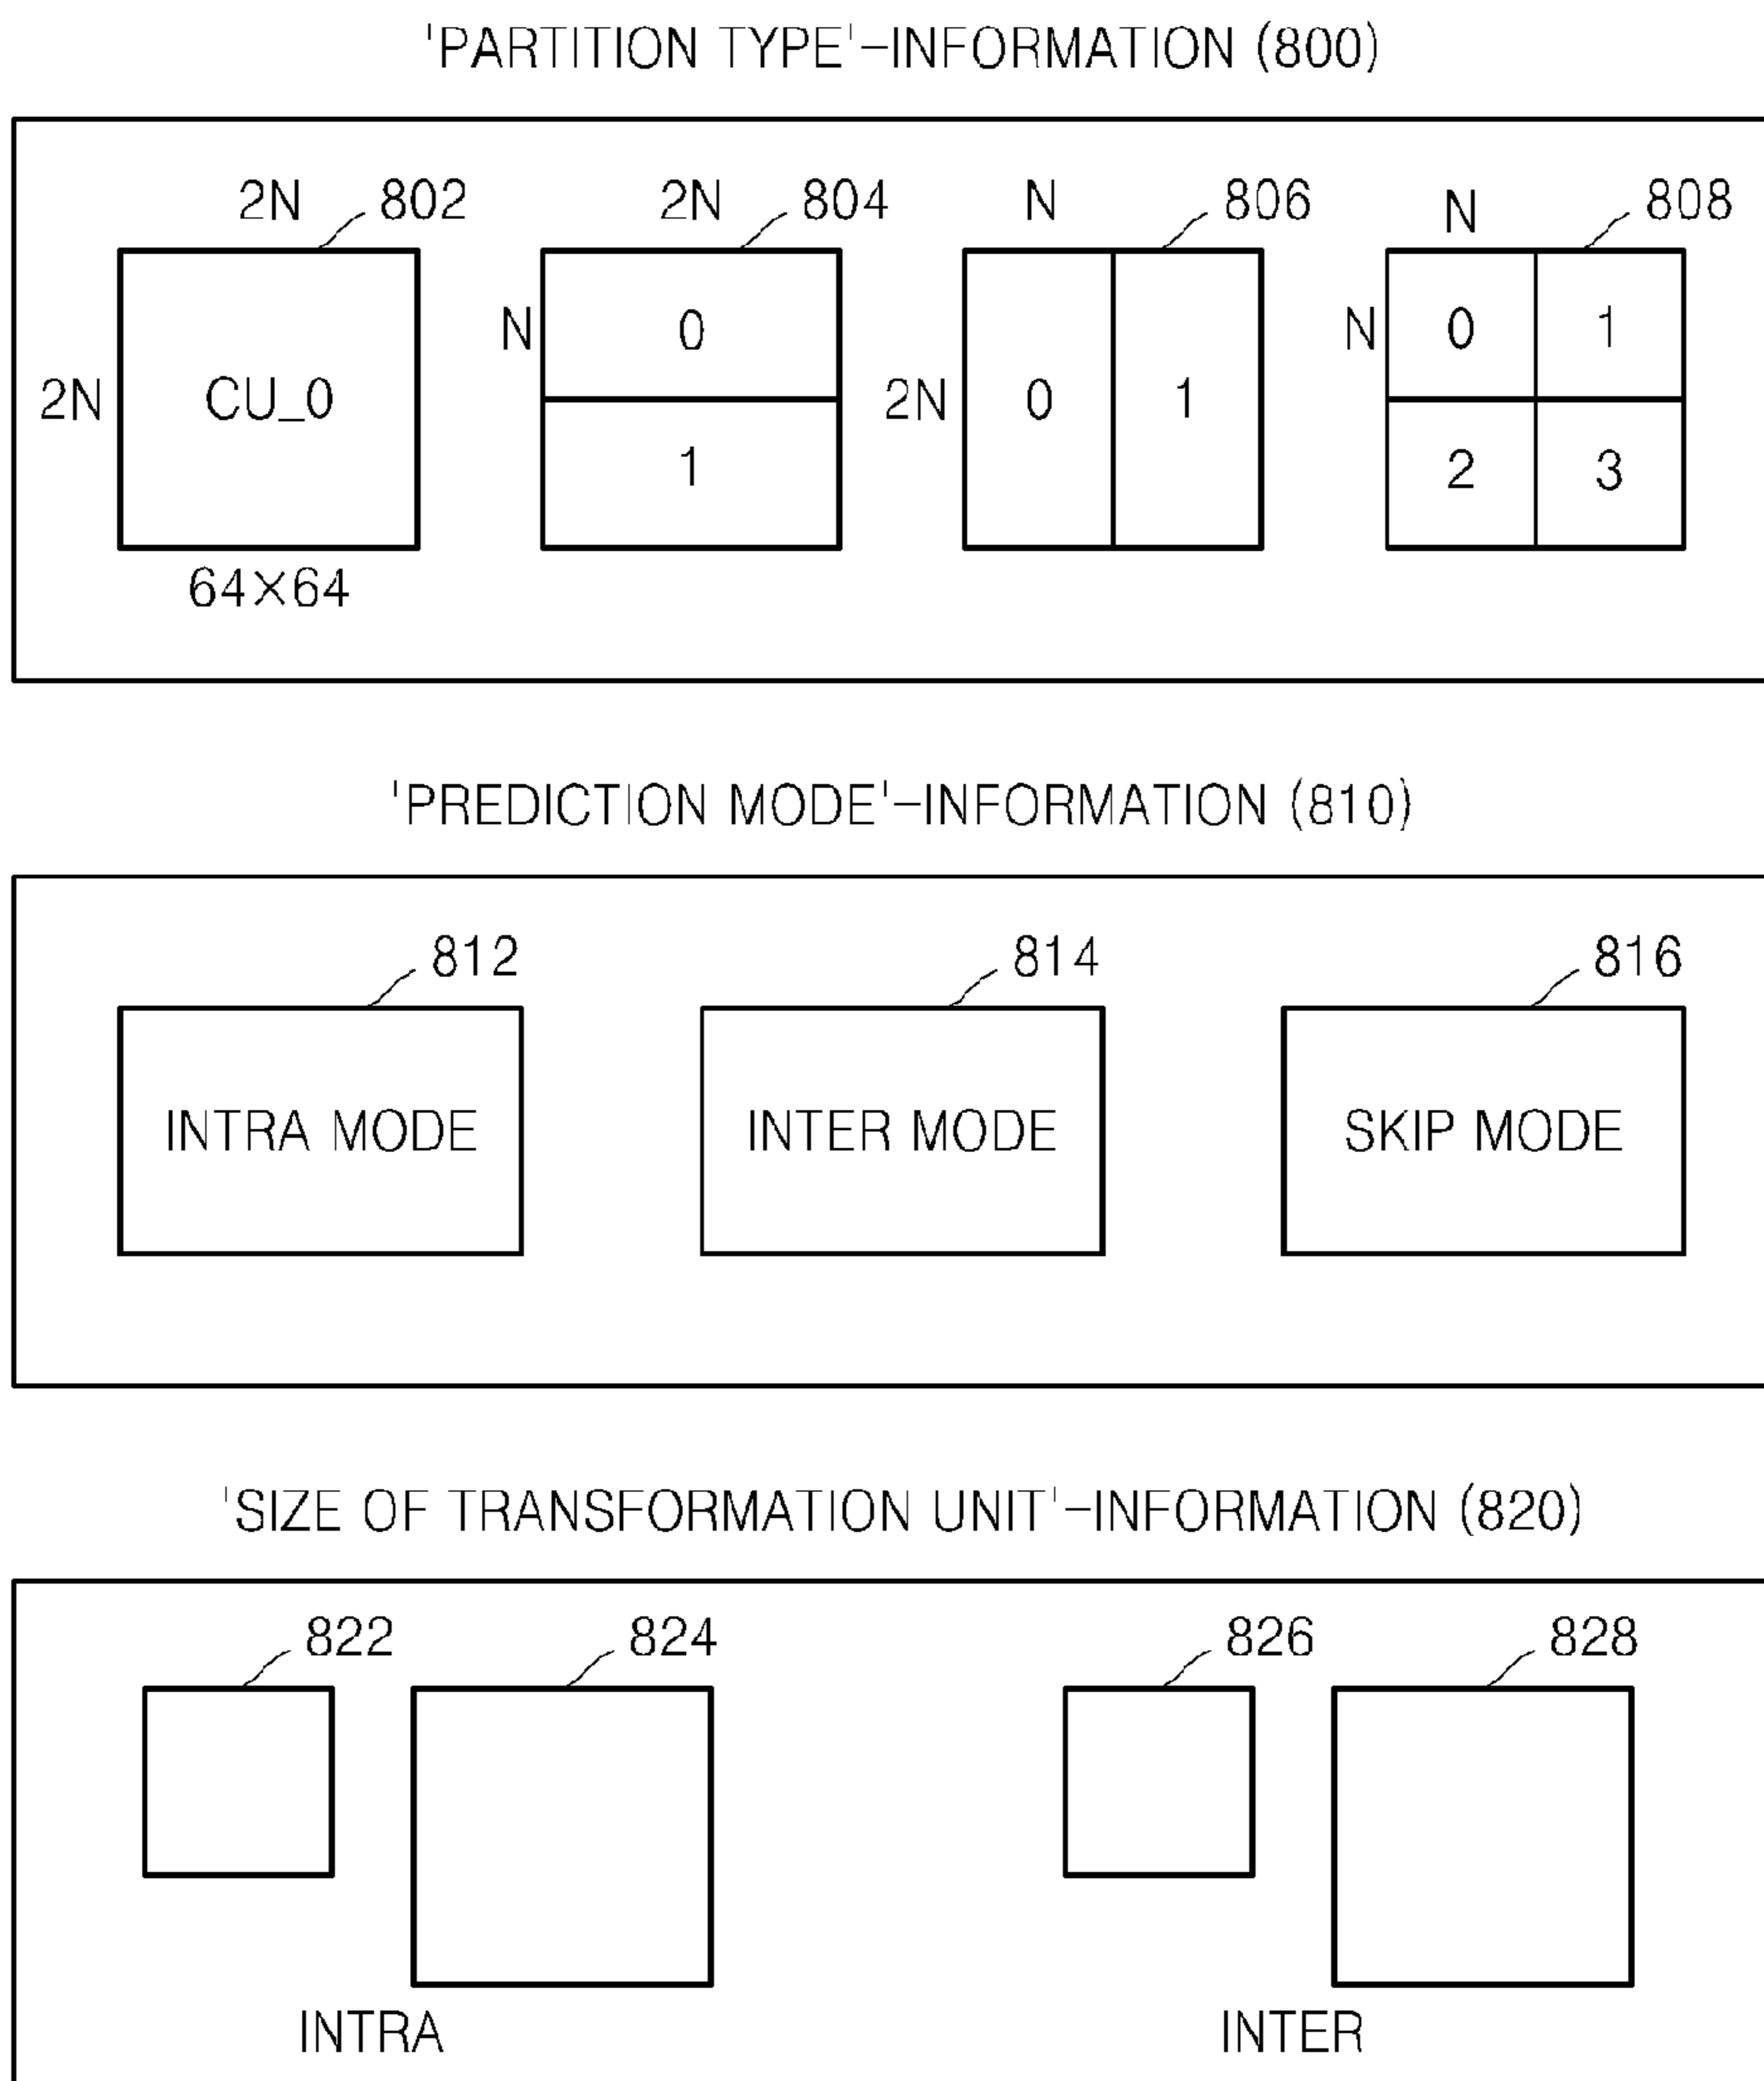 'PARTITION TYPE'-INFORMATION (800)
2N 802 2N 804 N 806 N 808
2N CU_0 N 0 1 2N 0 1 N 0 1 2 3
64×64
'PREDICTION MODE'-INFORMATION (810)
812 814 816
INTRA MODE INTER MODE SKIP MODE
'SIZE OF TRANSFORMATION UNIT'-INFORMATION (820)
822 824 826 828
INTRA INTER